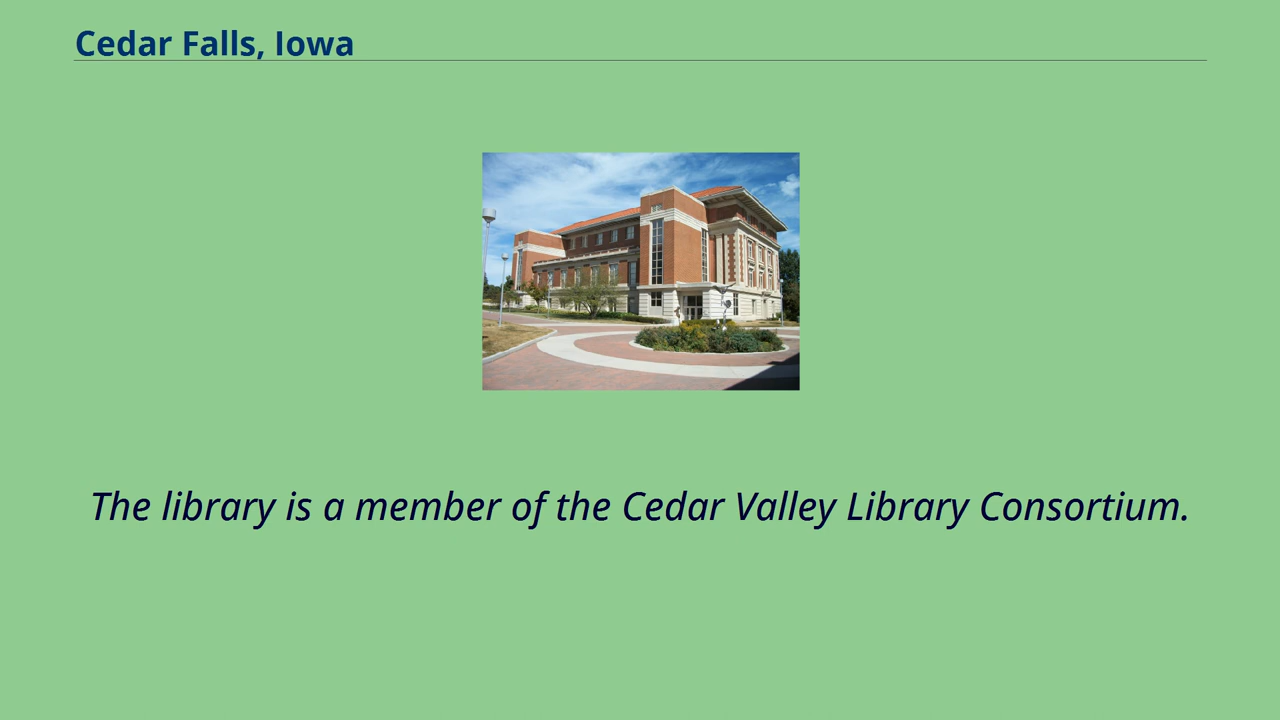 Cedar Falls, Iowa
The library is a member of the Cedar Valley Library Consortium.